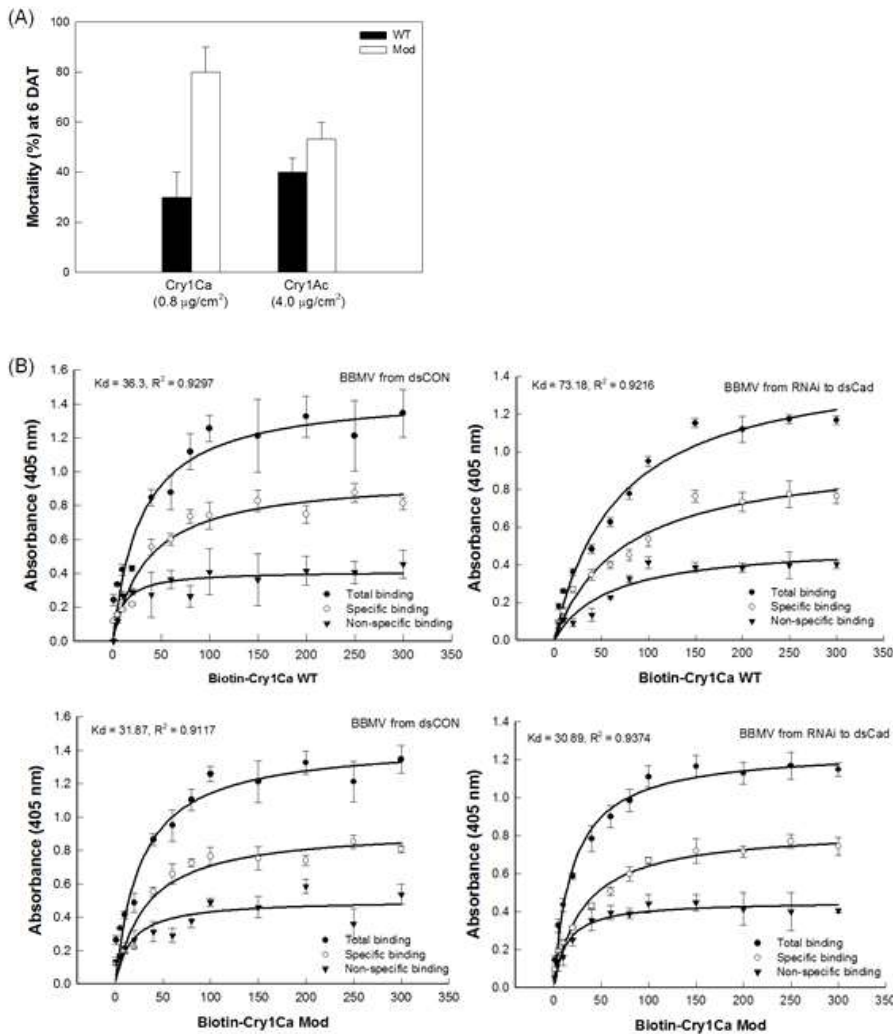 (A)
100
80
60
40
20
0
Mortality (%) at 6 DAT
WT
Mod
Cry1Ca
(0.8 μg/cm²)
Cry1Ac
(4.0 μg/cm²)
(B)
Kd = 36.3, R² = 0.9297
BBMV from dsCON
1.6
1.4
1.2
1.0
0.8
0.6
0.4
0.2
0.0
Absorbance (405 nm)
Total binding
Specific binding
Non-specific binding
0 50 100 150 200 250 300 350
Biotin-Cry1Ca WT
Kd = 73.18, R² = 0.9216
BBMV from RNAi to dsCad
1.4
1.2
1.0
0.8
0.6
0.4
0.2
0.0
Absorbance (405 nm)
Total binding
Specific binding
Non-specific binding
0 50 100 150 200 250 300 350
Biotin-Cry1Ca WT
Kd = 31.87, R² = 0.9117
BBMV from dsCON
1.6
1.4
1.2
1.0
0.8
0.6
0.4
0.2
0.0
Absorbance (405 nm)
Total binding
Specific binding
Non-specific binding
0 50 100 150 200 250 300 350
Biotin-Cry1Ca Mod
Kd = 30.89, R² = 0.9374
BBMV from RNAi to dsCad
1.4
1.2
1.0
0.8
0.6
0.4
0.2
0.0
Absorbance (405 nm)
Total binding
Specific binding
Non-specific binding
0 50 100 150 200 250 300 350
Biotin-Cry1Ca Mod